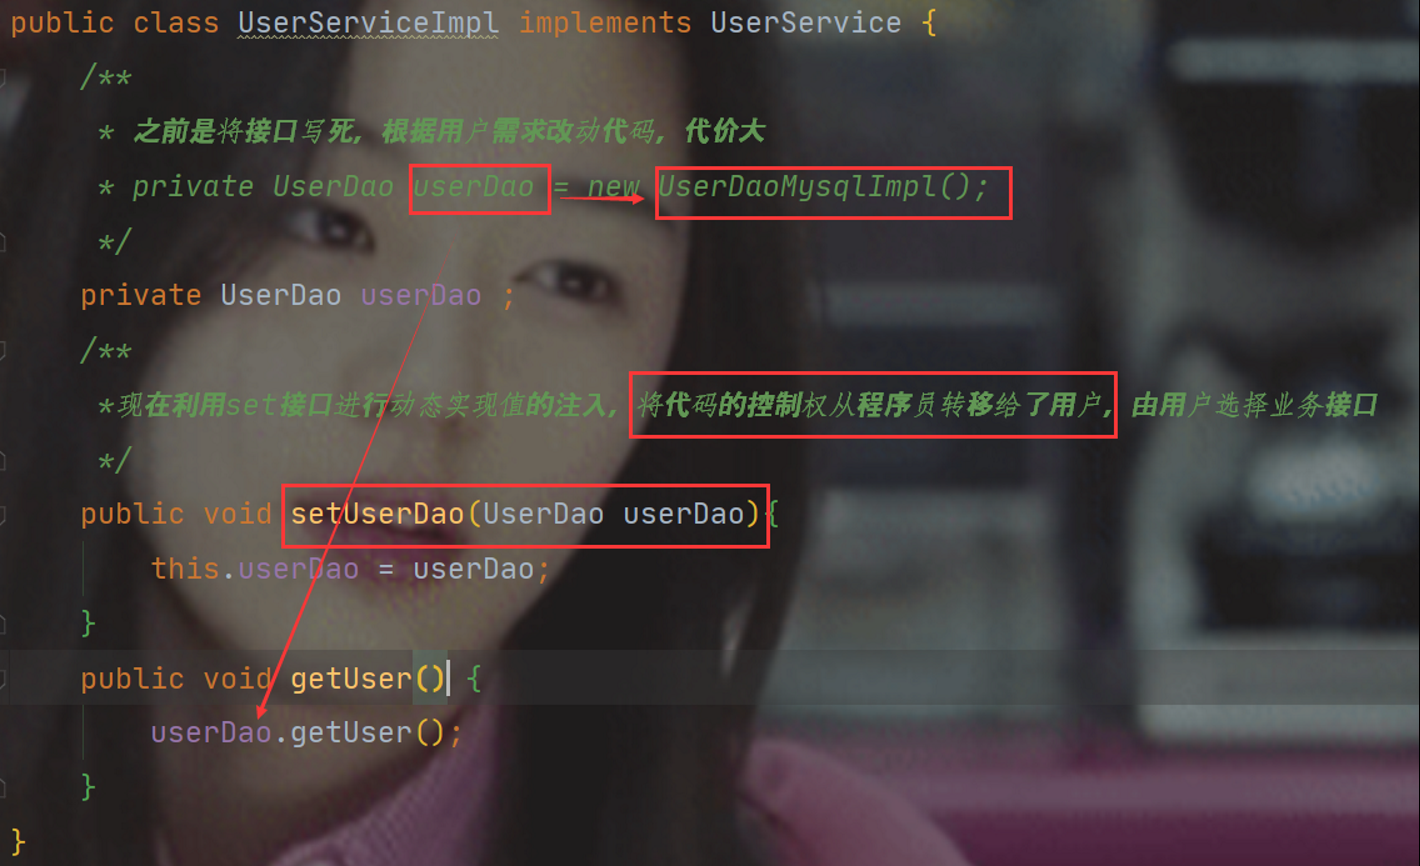 public class UserServiceImpl implements UserService {
/**
* 之前是将接口写死, 根据用户需求改动代码, 代价大
* private UserDao userDao = new UserDaoMysqlImpl();
*/
private UserDao userDao ;
/**
*现在利用set接口进行动态实现值的注入, 将代码的控制权从程序员转移给了用户, 由用户选择业务接口
*/
public void setUserDao(UserDao userDao){
this.userDao = userDao;
}
public void getUser() {
userDao.getUser();
}
}